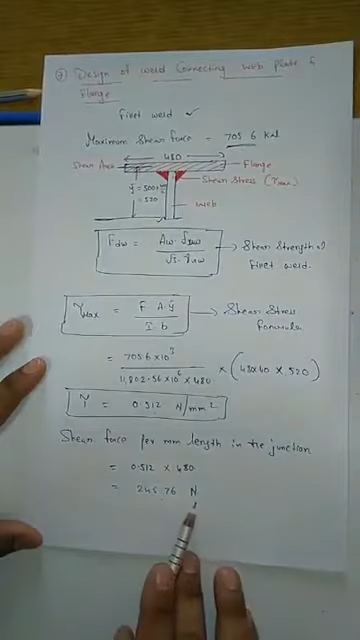 ⑦ Design of weld Connecting web plate &
Flange
Fillet weld ✓
Maximum Shear force = 705.6 KN
480
Shear Area
Flange
Shear Stress (τmax)
ȳ = 500+
= 520
web
Fdw = Aw fuw / √3 · γmw
Shear Strength of
Fillet weld.
τmax = F A ȳ / I · b
Shear Stress
formula
= 705.6 × 10³ / 11,802.56 × 10⁶ × 480 × (480×40 × 520)
τ = 0.512 N/mm²
Shear force per mm length in the junction
= 0.512 × 480
= 245.76 N